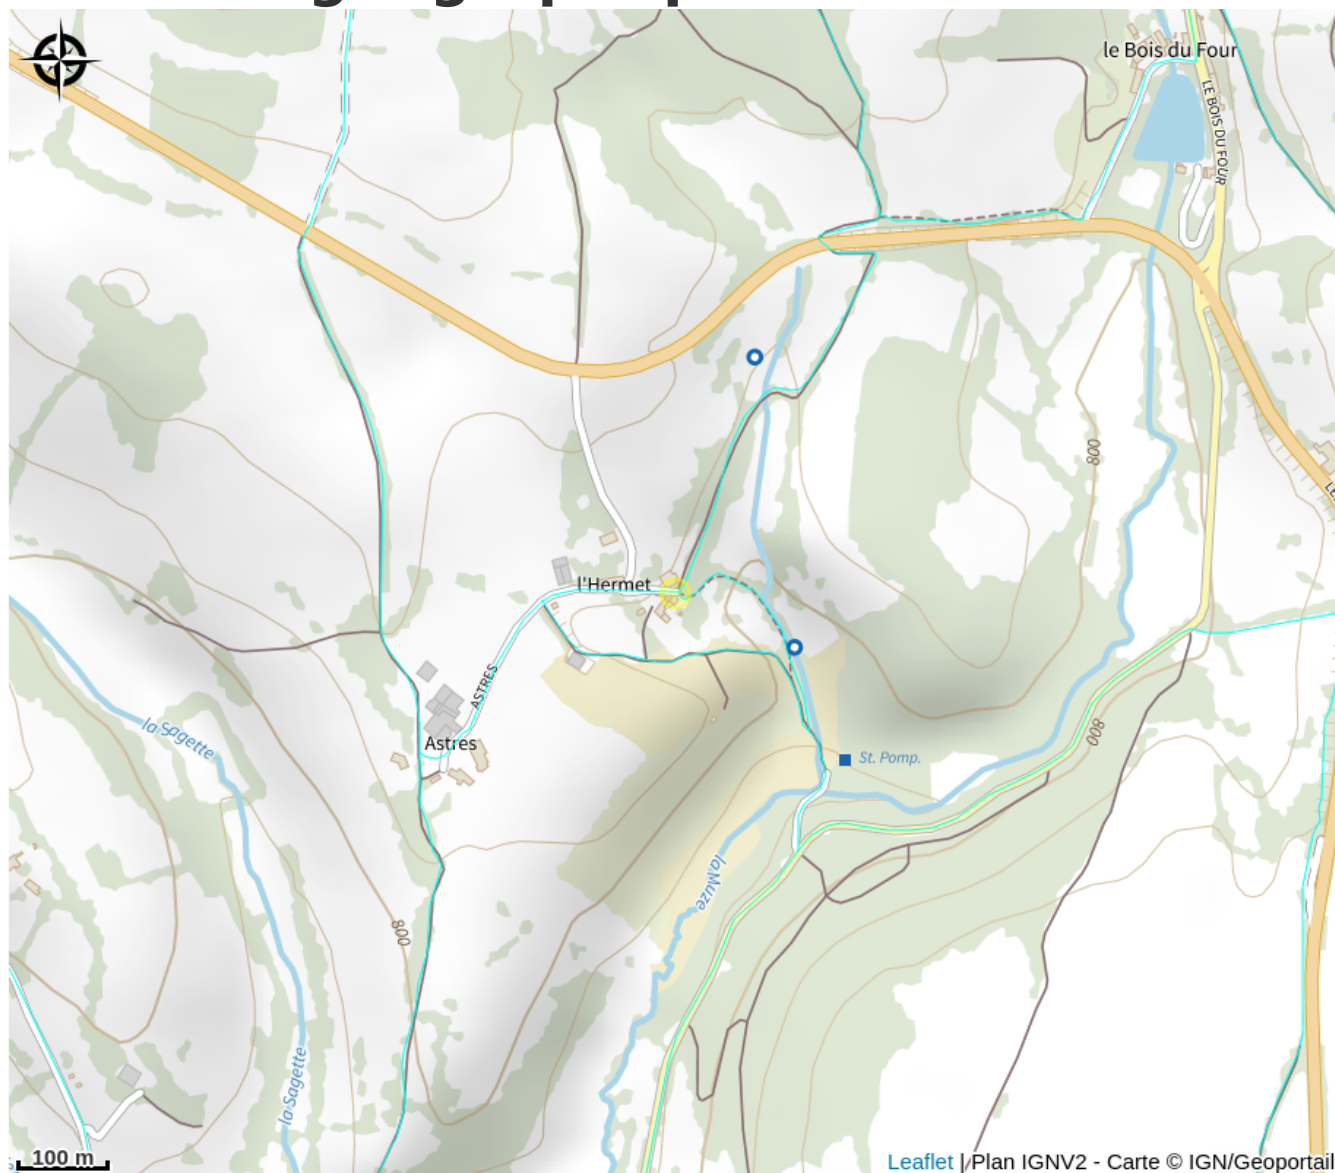 le Bois du Four
LE BOIS DU FOUR
800
l'Hermet
ASTRES
Astres
la Sagette
St. Pomp.
800
la Muze
800
la Sagette
100 m
Leaflet | Plan IGNV2 - Carte © IGN/Geoportail